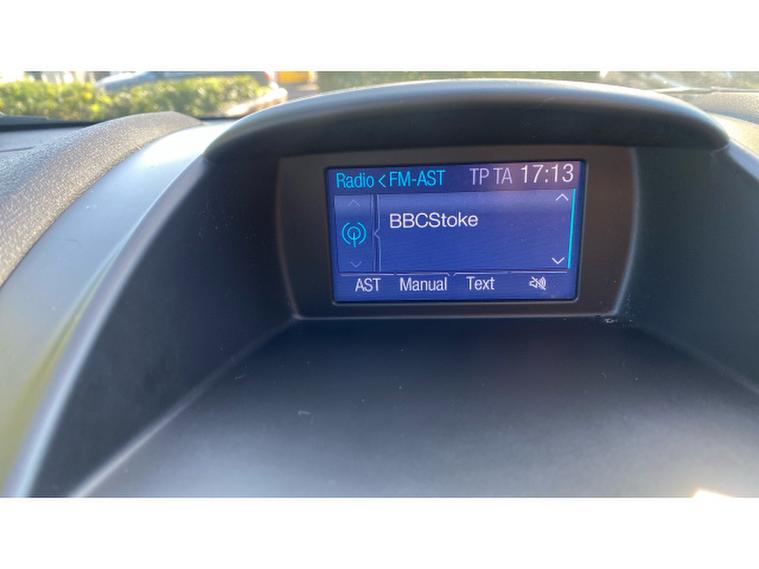 Radio < FM-AST TP TA 17:13
BBCStoke
AST Manual Text